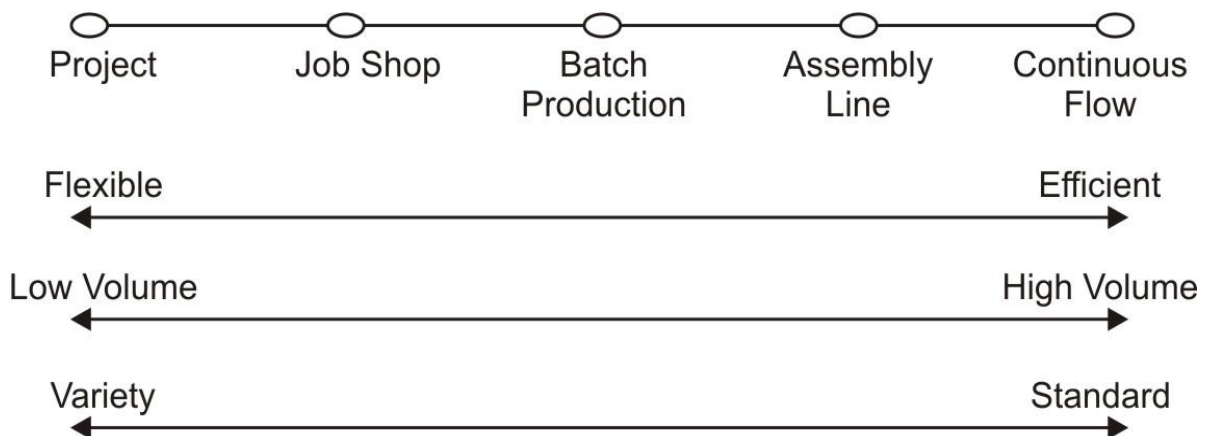 Project Job Shop Batch Assembly Continuous
Production Line Flow
Flexible Efficient
Low Volume High Volume
Variety Standard